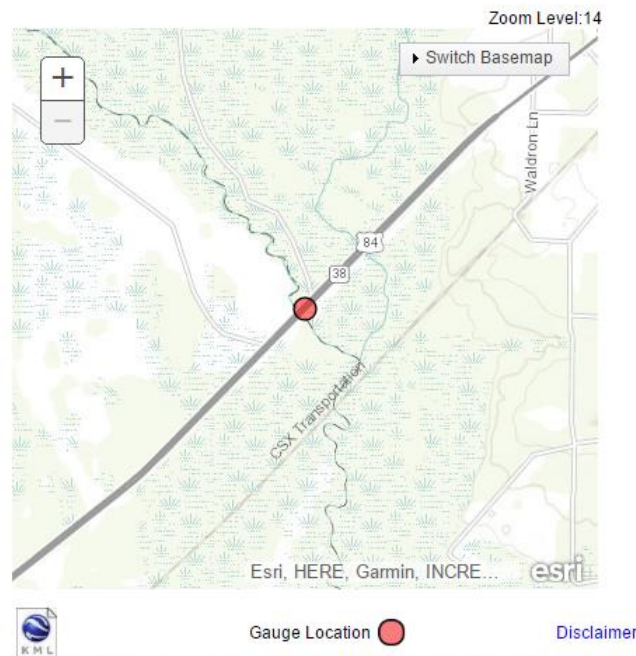 Zoom Level:14
+
Switch Basemap
−
Waldron Ln
84
38
CSX Transportation
Esri, HERE, Garmin, INCRE...
esri
KML
Gauge Location
Disclaimer